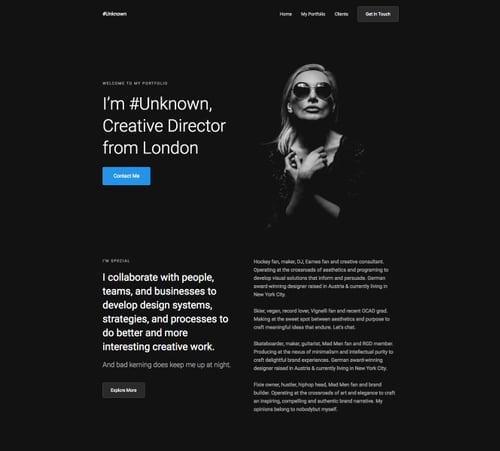 #Unknown
Home My Portfolio Clients Get in Touch
WELCOME TO MY PORTFOLIO
I'm #Unknown,
Creative Director
from London
Contact Me
I'M SPECIAL
I collaborate with people,
teams, and businesses to
develop design systems,
strategies, and processes to
do better and more
interesting creative work.
And bad kerning does keep me up at night.
Explore More
Hockey fan, maker, DJ, Eames fan and creative consultant.
Operating at the crossroads of aesthetics and programing to
develop visual solutions that inform and persuade. German
award-winning designer raised in Austria & currently living in
New York City.
Skier, vegan, record lover, Vignelli fan and recent OCAD grad.
Making at the sweet spot between aesthetics and purpose to
craft meaningful ideas that endure. Let's chat.
Skateboarder, maker, guitarist, Mad Men fan and RGD member.
Producing at the nexus of minimalism and intellectual purity to
craft delightful brand experiences. German award-winning
designer raised in Austria & currently living in New York City.
Fixie owner, hustler, hiphop head, Mad Men fan and brand
builder. Operating at the crossroads of art and elegance to craft
an inspiring, compelling and authentic brand narrative. My
opinions belong to nobodybut myself.